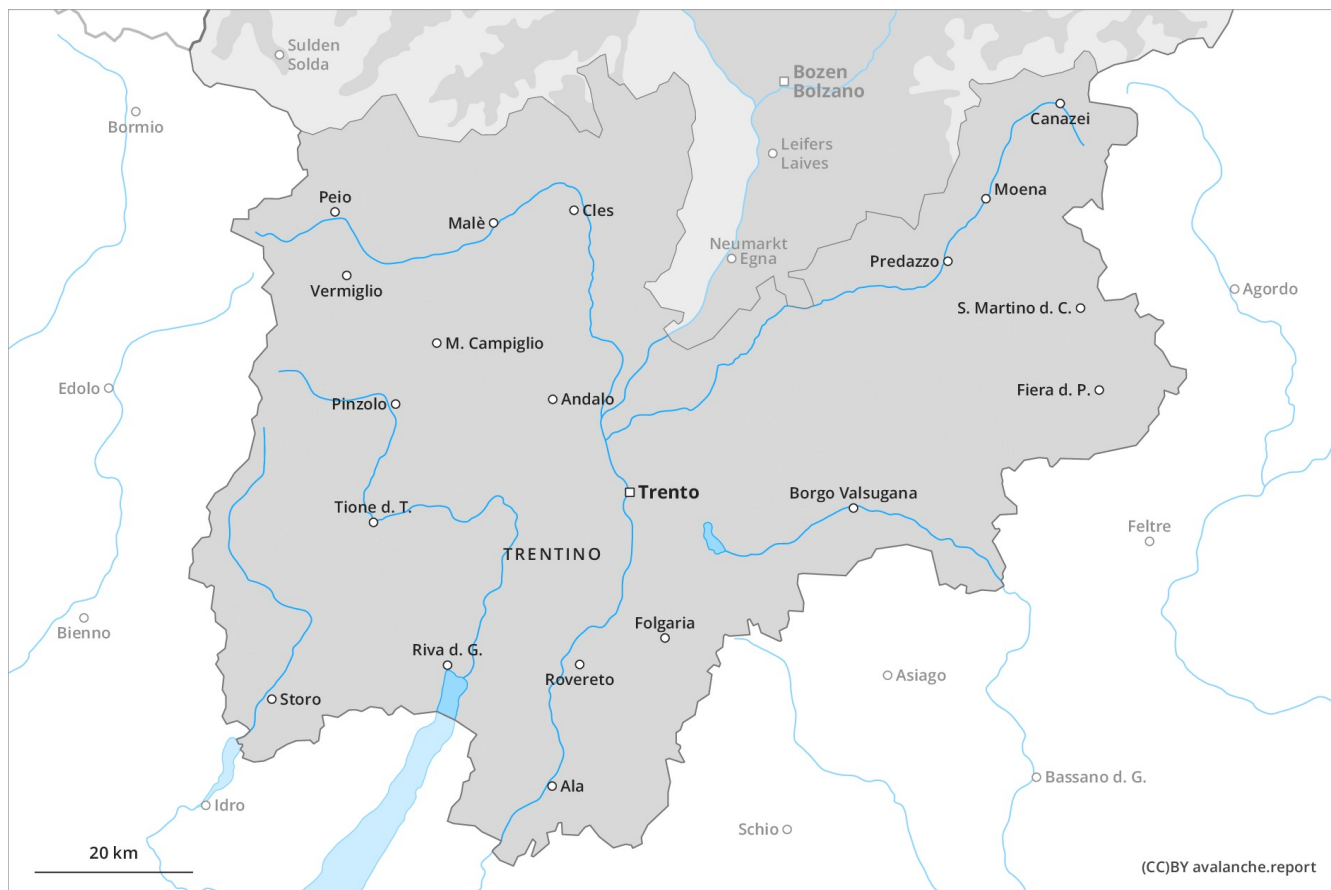 Sulden
Solda
Bozen
Bolzano
Bormio
Canazei
Leifers
Laives
Peio
Moena
Malè
Cles
Neumarkt
Egna
Predazzo
Vermiglio
Agordo
S. Martino d. C.
M. Campiglio
Edolo
Fiera d. P.
Pinzolo
Andalo
Trento
Borgo Valsugana
Tione d. T.
Feltre
TRENTINO
Bienno
Folgaria
Riva d. G.
Rovereto
Asiago
Storo
Bassano d. G.
Ala
Idro
Schio
20 km
(CC)BY avalanche.report